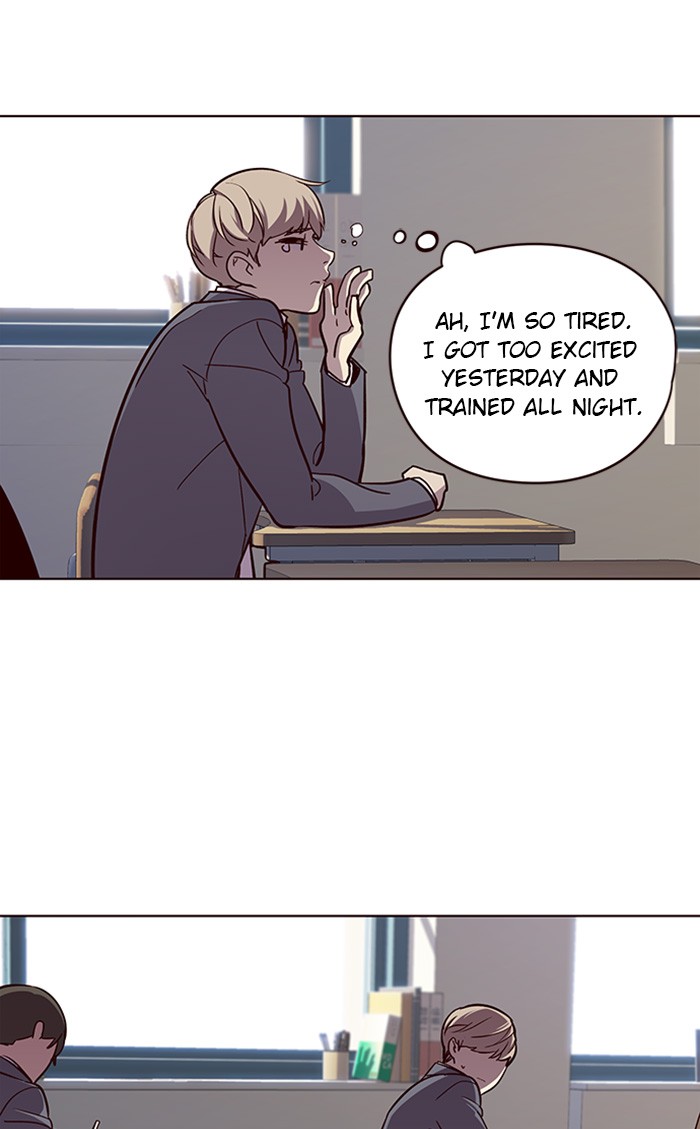 AH, I'M SO TIRED.
I GOT TOO EXCITED
YESTERDAY AND
TRAINED ALL NIGHT.